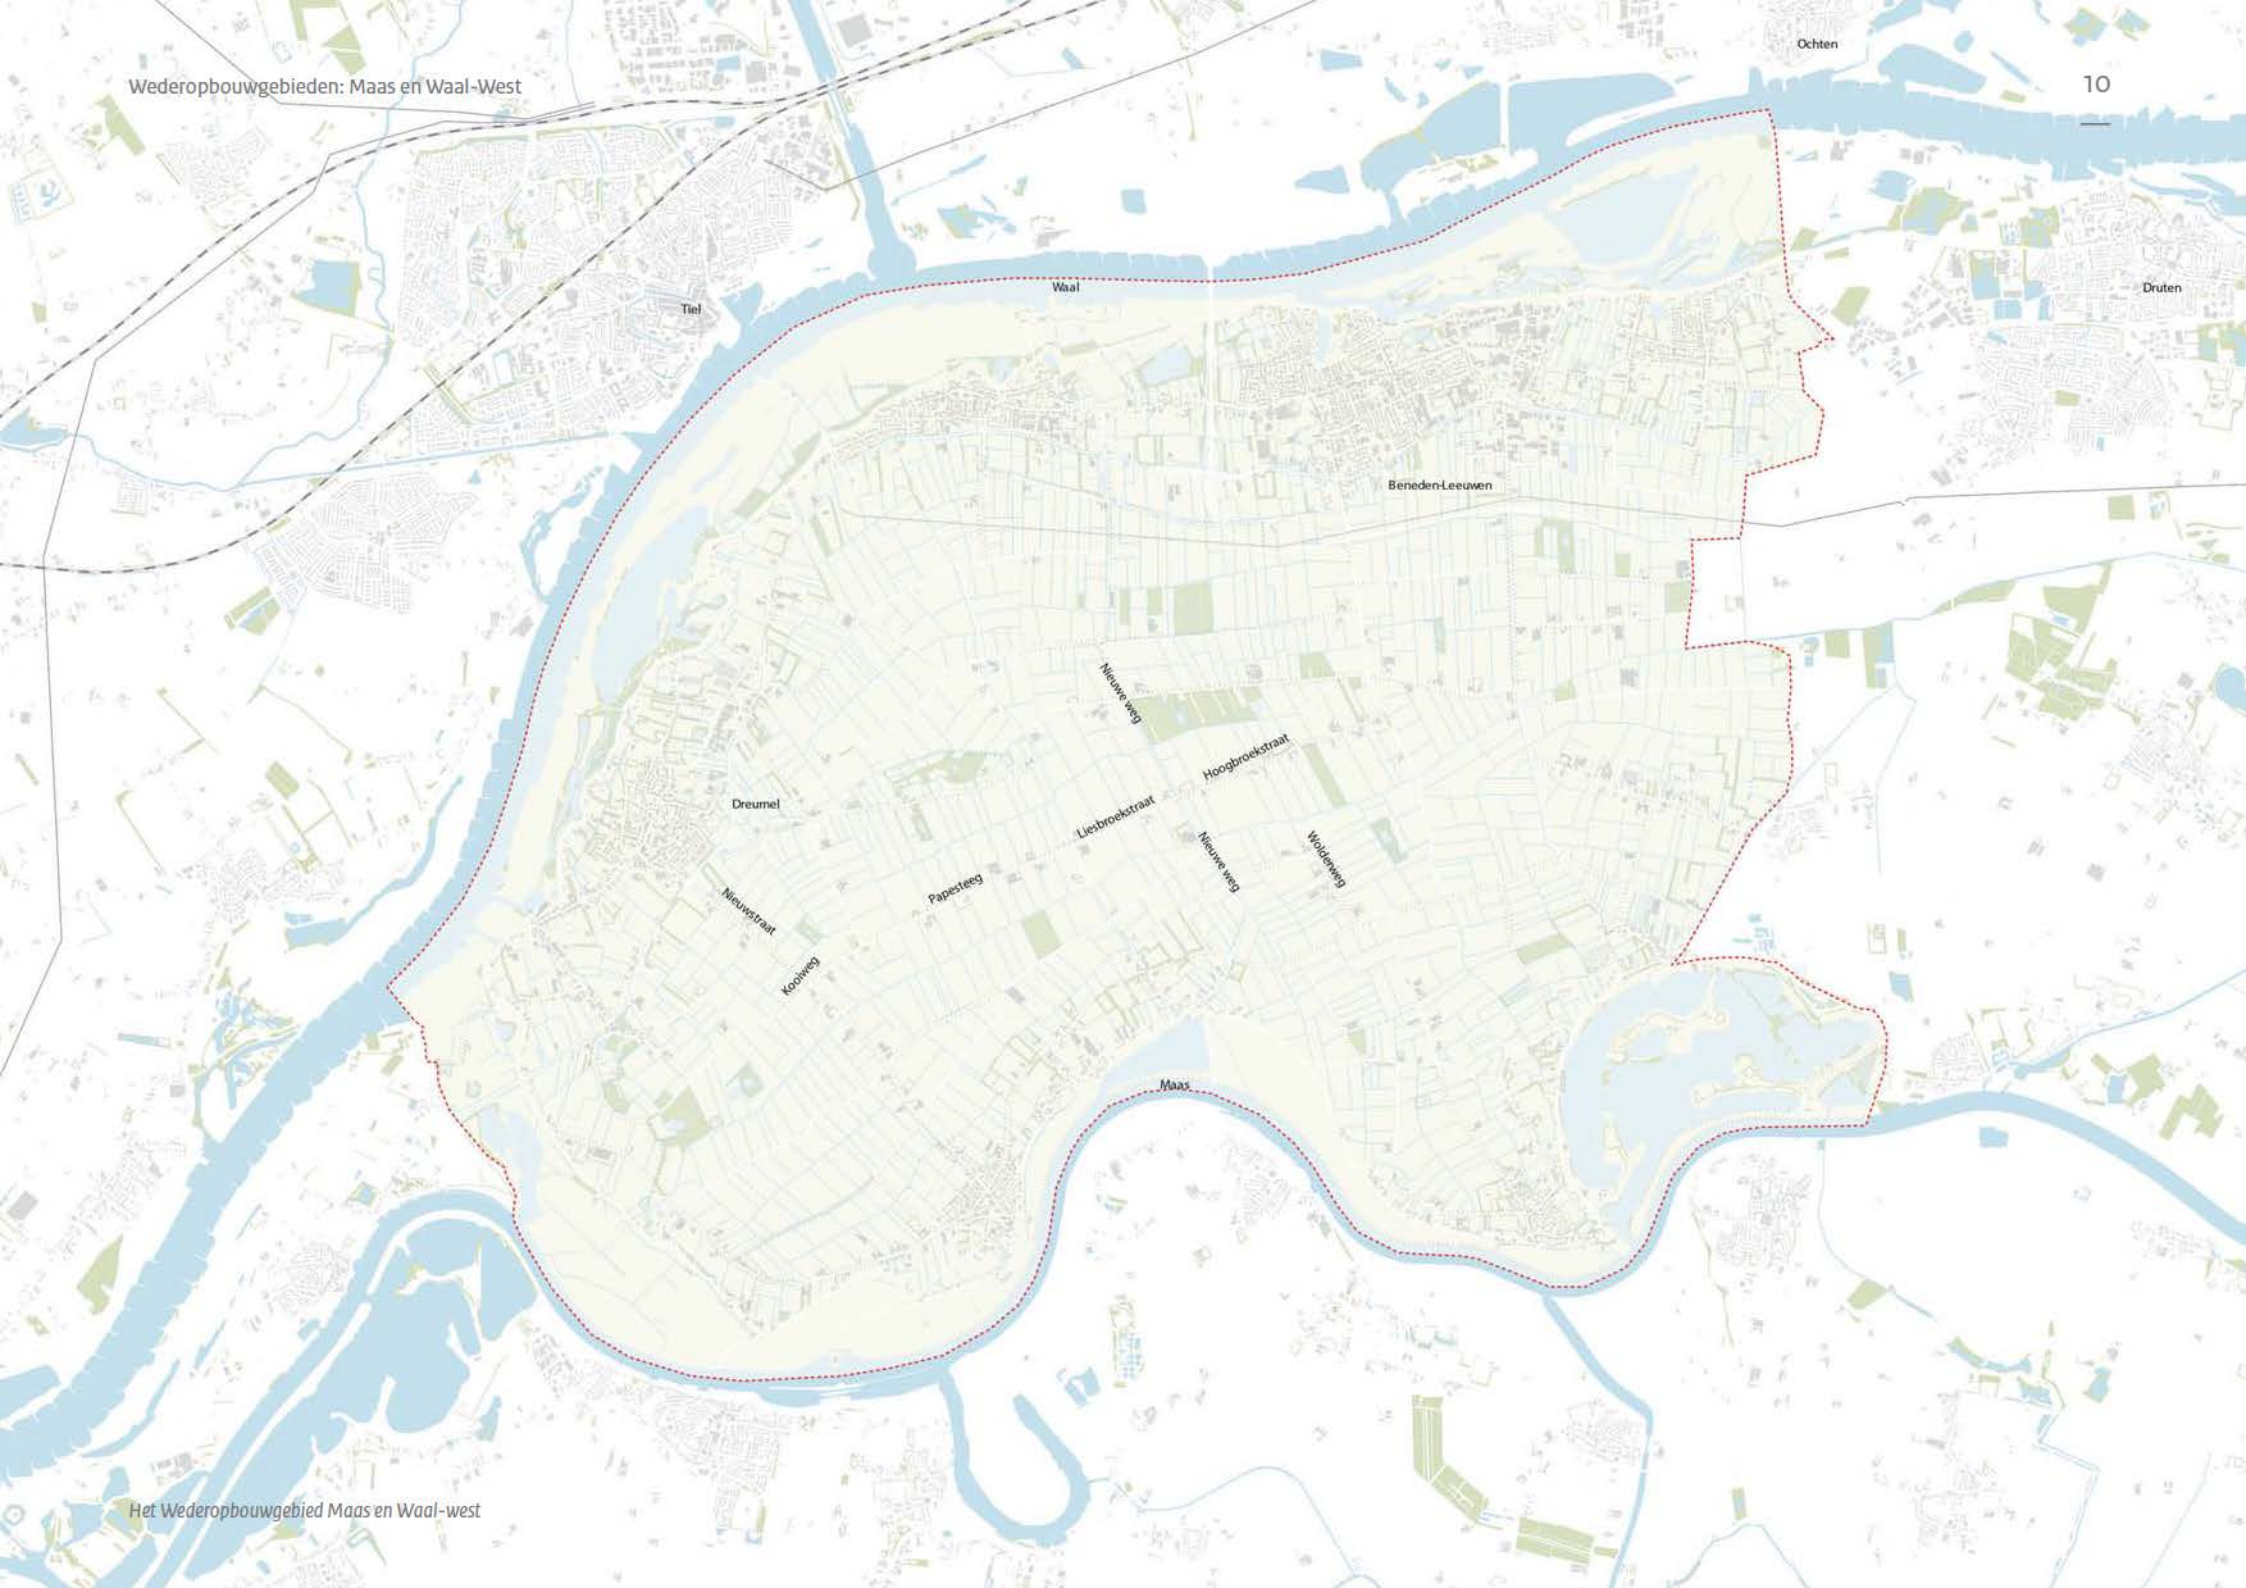 Ochten
Wederopbouwgebieden: Maas en Waal-West
10
Waal
Druten
Tiel
Beneden-Leeuwen
Nieuwe weg
Hoogbroekstraat
Dreumel
Liesbroekstraat
Nieuwe weg
Wolderweg
Papesteeg
Nieuwstraat
Kooiweg
Maas
Het Wederopbouwgebied Maas en Waal-west